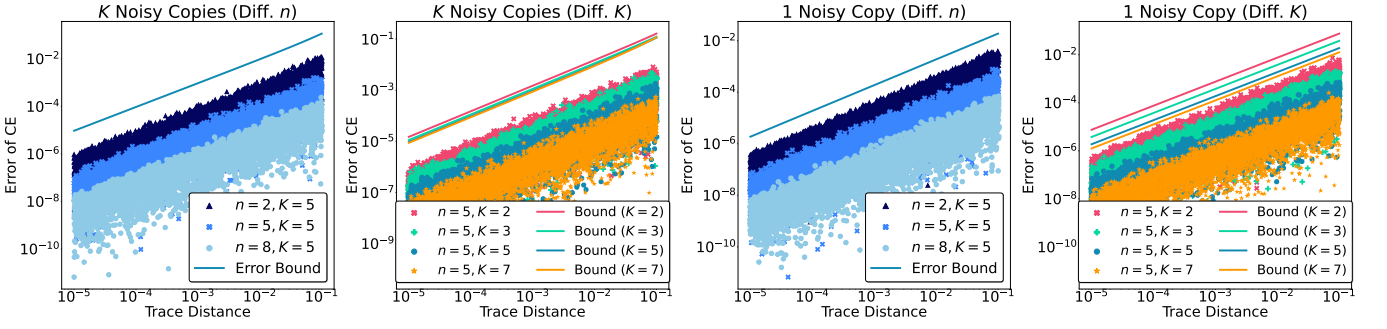 K Noisy Copies (Diff. n)
Error of CE
10⁻²
10⁻⁴
10⁻⁶
10⁻⁸
10⁻¹⁰
n = 2, K = 5
n = 5, K = 5
n = 8, K = 5
Error Bound
10⁻⁵ 10⁻⁴ 10⁻³ 10⁻² 10⁻¹
Trace Distance
K Noisy Copies (Diff. K)
Error of CE
10⁻¹
10⁻³
10⁻⁵
10⁻⁷
10⁻⁹
n = 5, K = 2 Bound (K = 2)
n = 5, K = 3 Bound (K = 3)
n = 5, K = 5 Bound (K = 5)
n = 5, K = 7 Bound (K = 7)
10⁻⁵ 10⁻⁴ 10⁻³ 10⁻² 10⁻¹
Trace Distance
1 Noisy Copy (Diff. n)
Error of CE
10⁻²
10⁻⁴
10⁻⁶
10⁻⁸
10⁻¹⁰
n = 2, K = 5
n = 5, K = 5
n = 8, K = 5
Error Bound
10⁻⁵ 10⁻⁴ 10⁻³ 10⁻² 10⁻¹
Trace Distance
1 Noisy Copy (Diff. K)
Error of CE
10⁻²
10⁻⁴
10⁻⁶
10⁻⁸
10⁻¹⁰
n = 5, K = 2 Bound (K = 2)
n = 5, K = 3 Bound (K = 3)
n = 5, K = 5 Bound (K = 5)
n = 5, K = 7 Bound (K = 7)
10⁻⁵ 10⁻⁴ 10⁻³ 10⁻² 10⁻¹
Trace Distance